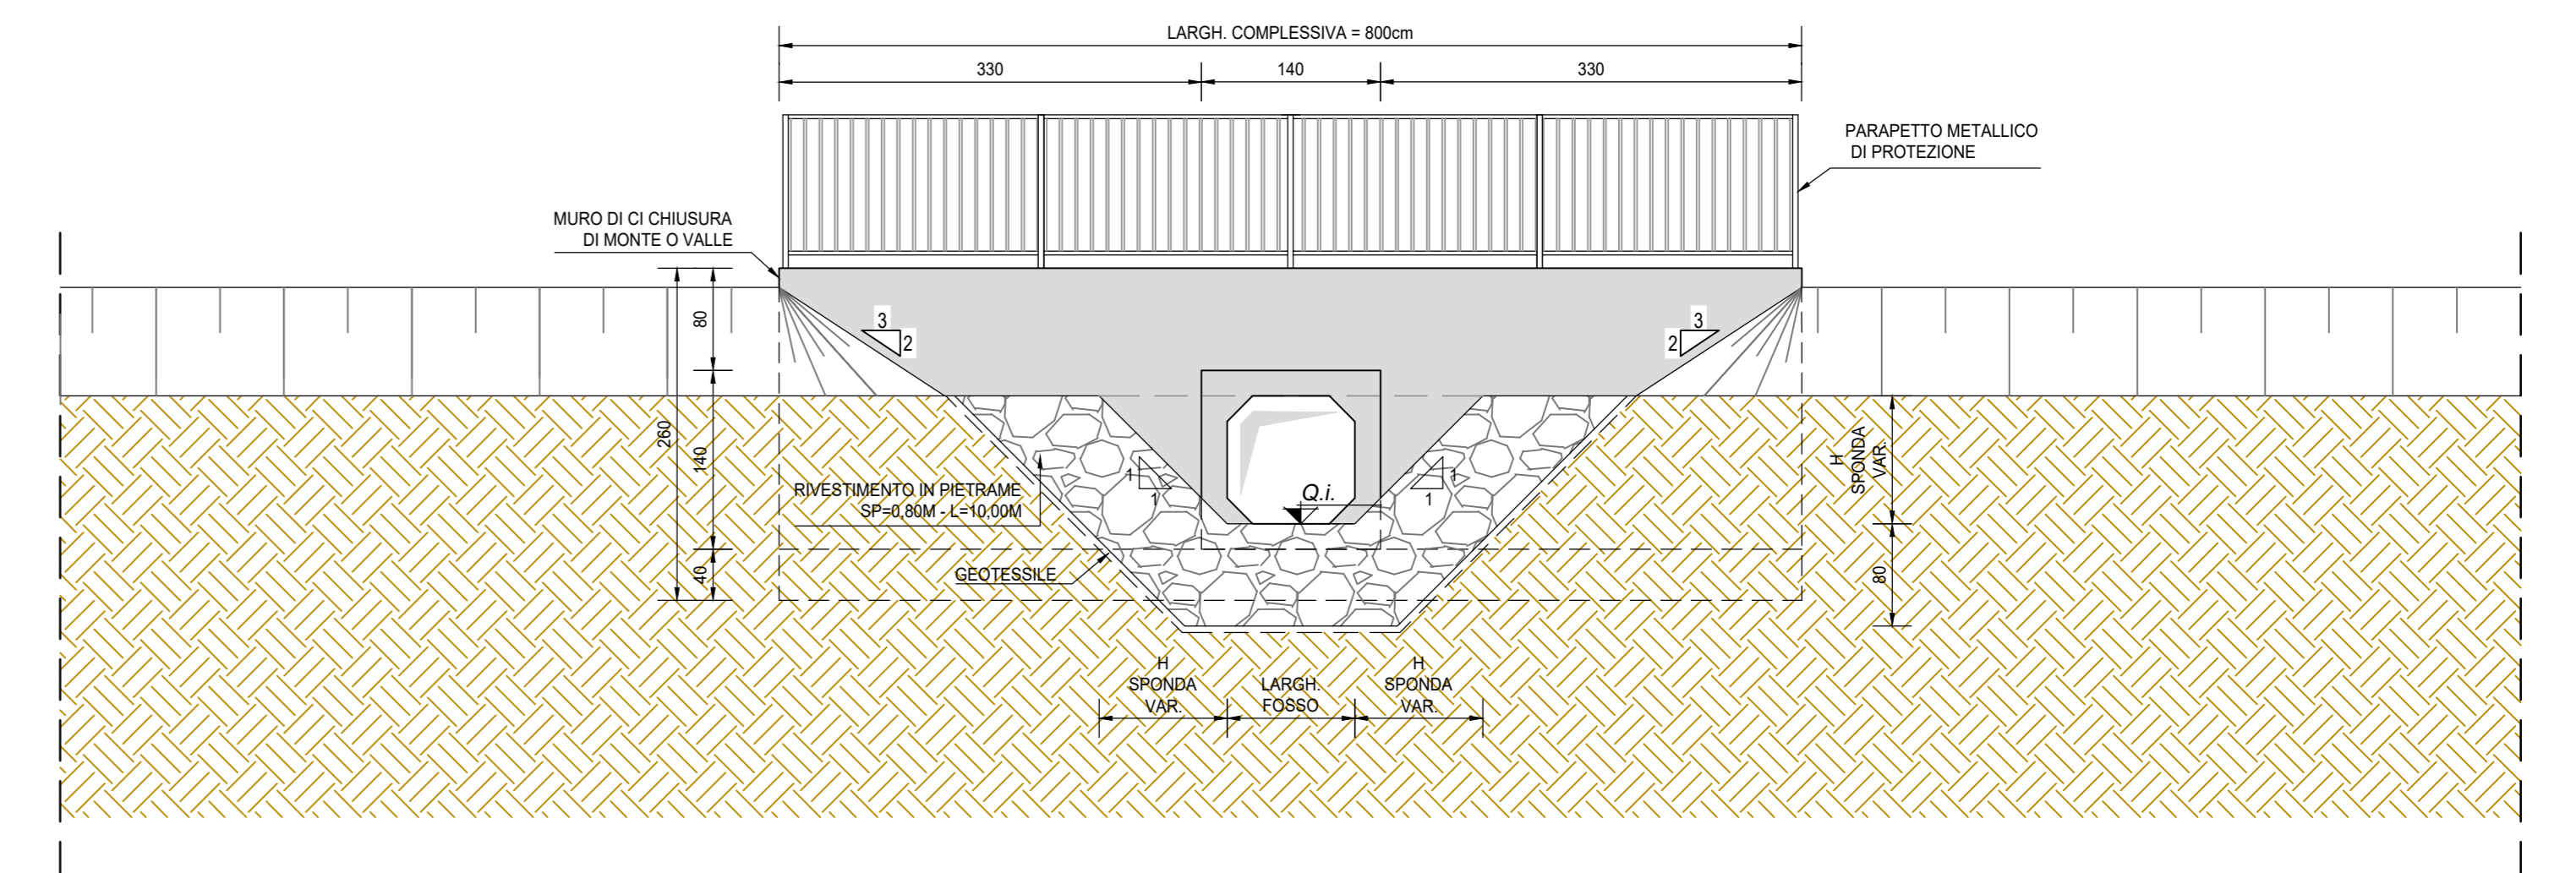 LARGH. COMPLESSIVA = 800cm
330
140
330
PARAPETTO METALLICO
DI PROTEZIONE
MURO DI CI CHIUSURA
DI MONTE O VALLE
3
2
3
2
80
260
140
40
H
SPONDA
VAR.
80
1
1
1
1
RIVESTIMENTO IN PIETRAME
SP=0,80M - L=10,00M
Q.i.
GEOTESSILE
H
SPONDA
VAR.
LARGH.
FOSSO
H
SPONDA
VAR.